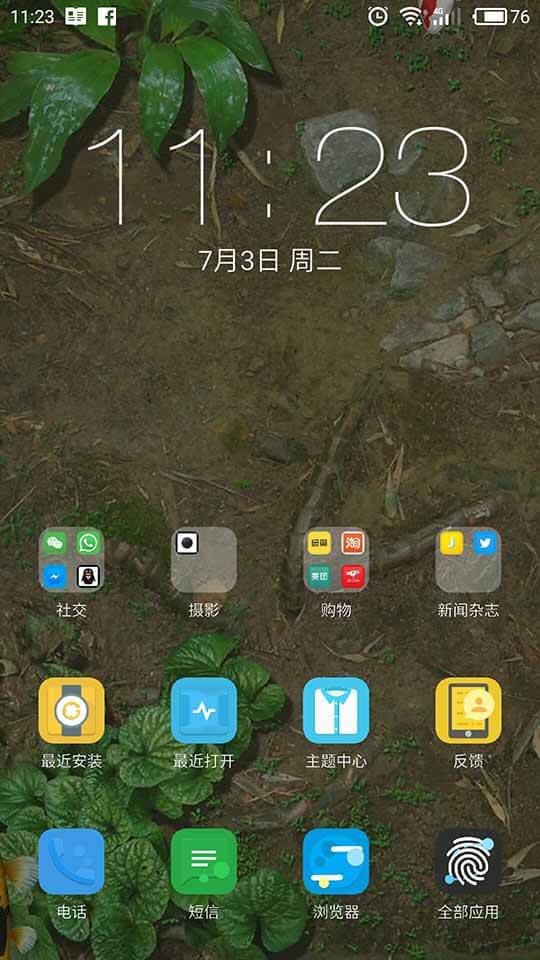 11:23
4G
76
11:23
7月3日 周二
社交
摄影
购物
新闻杂志
最近安装
最近打开
主题中心
反馈
电话
短信
浏览器
全部应用